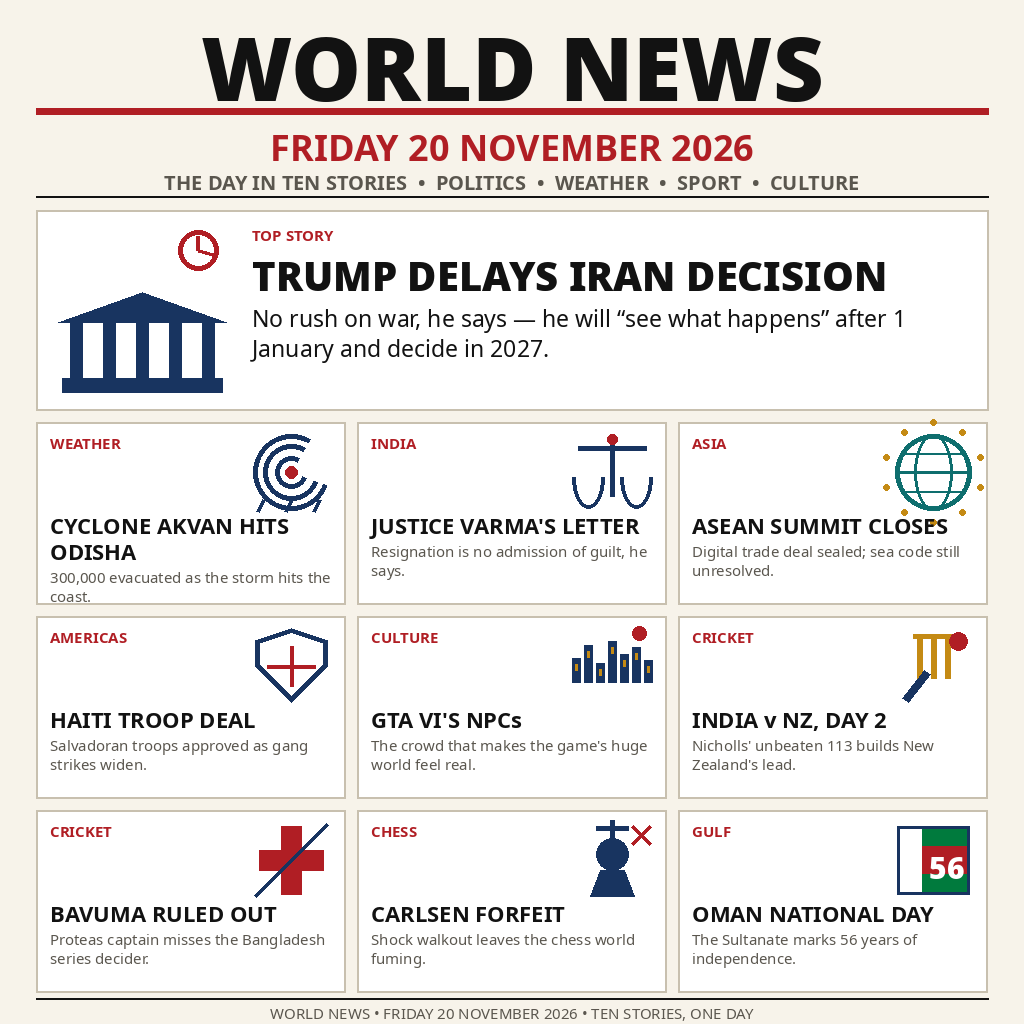 WORLD NEWS
FRIDAY 20 NOVEMBER 2026
THE DAY IN TEN STORIES • POLITICS • WEATHER • SPORT • CULTURE
TOP STORY
TRUMP DELAYS IRAN DECISION
No rush on war, he says — he will “see what happens” after 1
January and decide in 2027.
WEATHER
CYCLONE AKVAN HITS
ODISHA
300,000 evacuated as the storm hits the
coast.
INDIA
JUSTICE VARMA'S LETTER
Resignation is no admission of guilt, he
says.
ASIA
ASEAN SUMMIT CLOSES
Digital trade deal sealed; sea code still
unresolved.
AMERICAS
HAITI TROOP DEAL
Salvadoran troops approved as gang
strikes widen.
CULTURE
GTA VI'S NPCs
The crowd that makes the game's huge
world feel real.
CRICKET
INDIA v NZ, DAY 2
Nicholls' unbeaten 113 builds New
Zealand's lead.
CRICKET
BAVUMA RULED OUT
Proteas captain misses the Bangladesh
series decider.
CHESS
CARLSEN FORFEIT
Shock walkout leaves the chess world
fuming.
GULF
56
OMAN NATIONAL DAY
The Sultanate marks 56 years of
independence.
WORLD NEWS • FRIDAY 20 NOVEMBER 2026 • TEN STORIES, ONE DAY